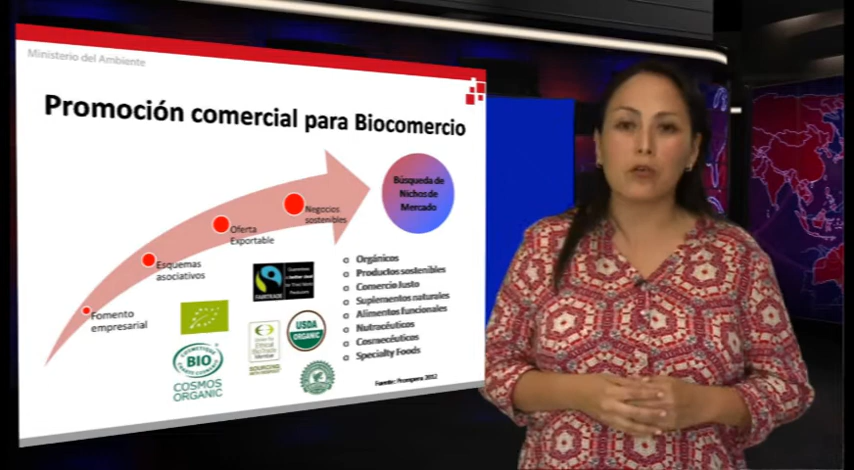 Ministerio del Ambiente
Promoción comercial para Biocomercio
Búsqueda de
Nichos de
Mercado
Negocios
sostenibles
Oferta
Exportable
Esquemas
asociativos
Fomento
empresarial
o Orgánicos
o Productos sostenibles
o Comercio Justo
o Suplementos naturales
o Alimentos funcionales
o Nutracéuticos
o Cosmecéuticos
o Specialty Foods
FAIRTRADE
USDA
ORGANIC
Ethical
BioTrade
BIO
COSMOS
ORGANIC
Fuente: Promperu 2012